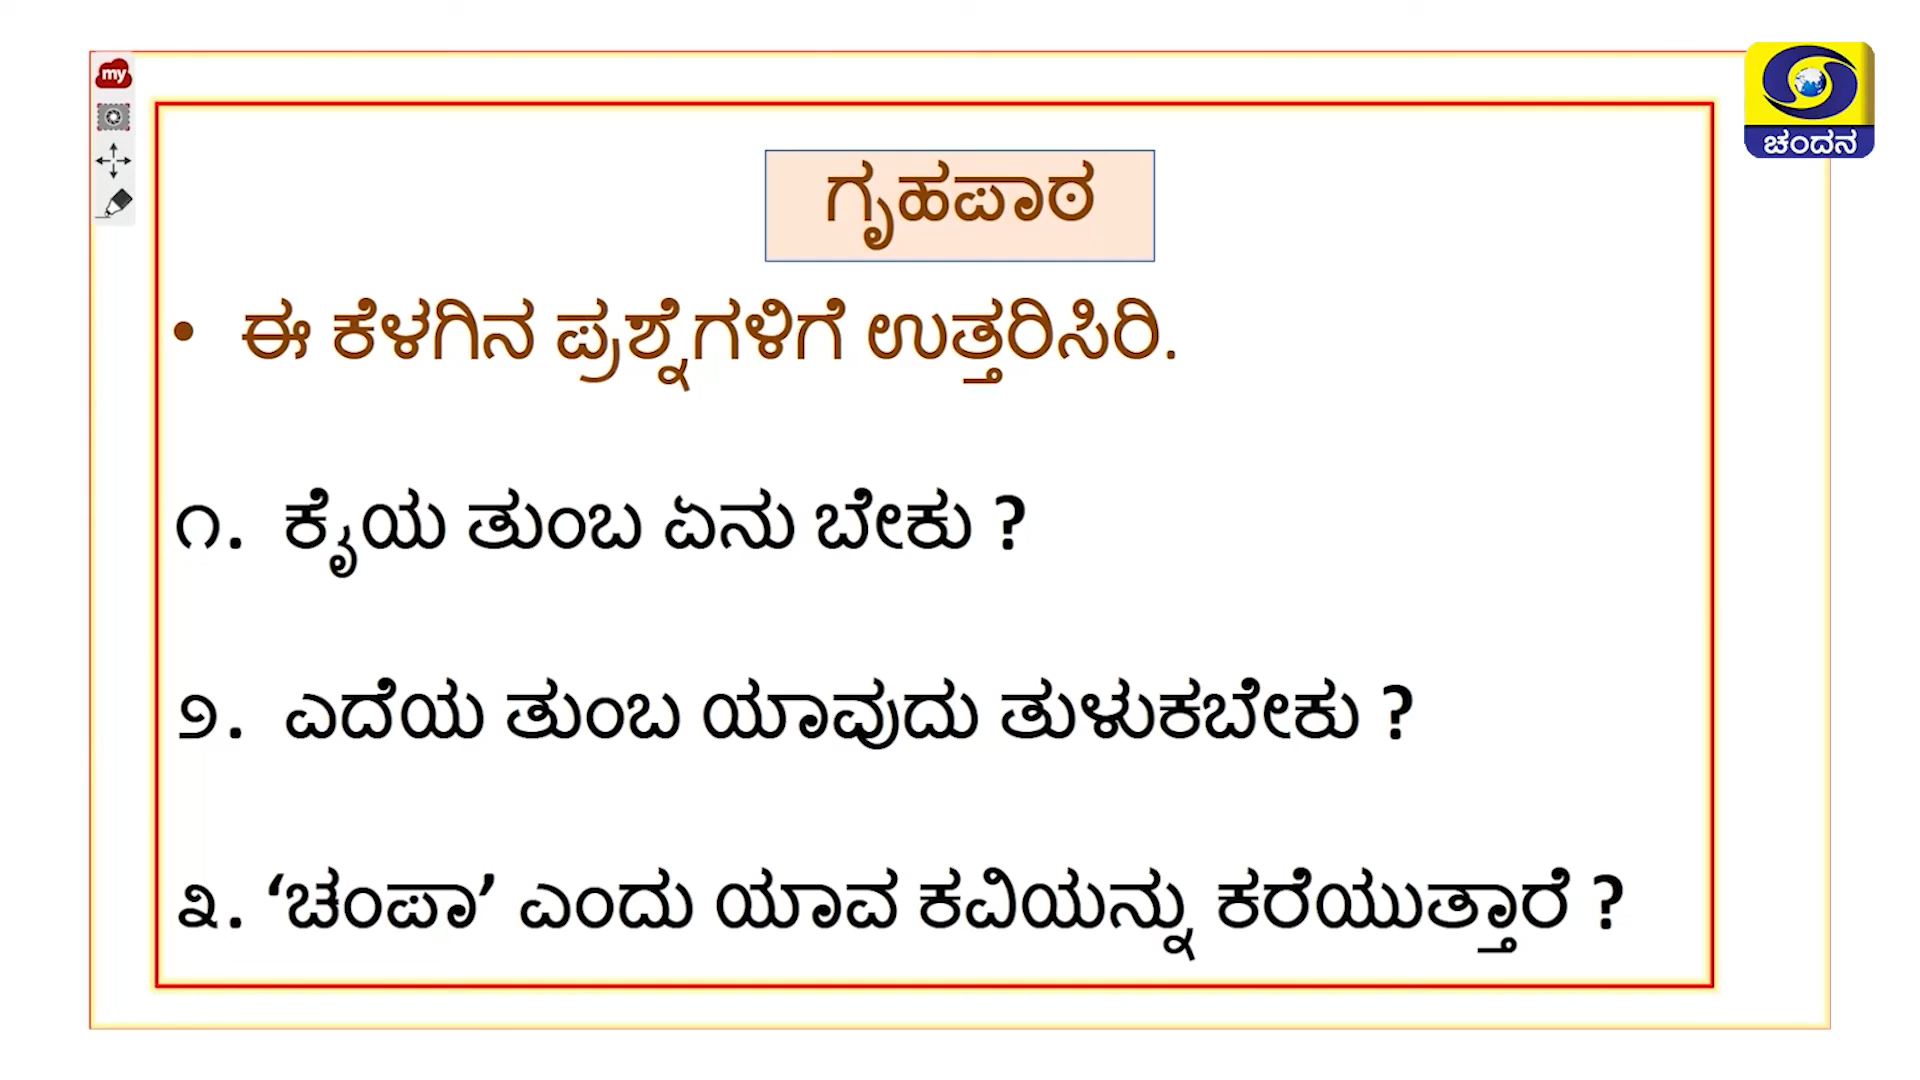 my
ಚಂದನ
ಗೃಹಪಾಠ
• ಈ ಕೆಳಗಿನ ಪ್ರಶ್ನೆಗಳಿಗೆ ಉತ್ತರಿಸಿರಿ.
೧. ಕೈಯ ತುಂಬ ಏನು ಬೇಕು ?
೨. ಎದೆಯ ತುಂಬ ಯಾವುದು ತುಳುಕಬೇಕು ?
೩. ‘ಚಂಪಾ’ ಎಂದು ಯಾವ ಕವಿಯನ್ನು ಕರೆಯುತ್ತಾರೆ ?